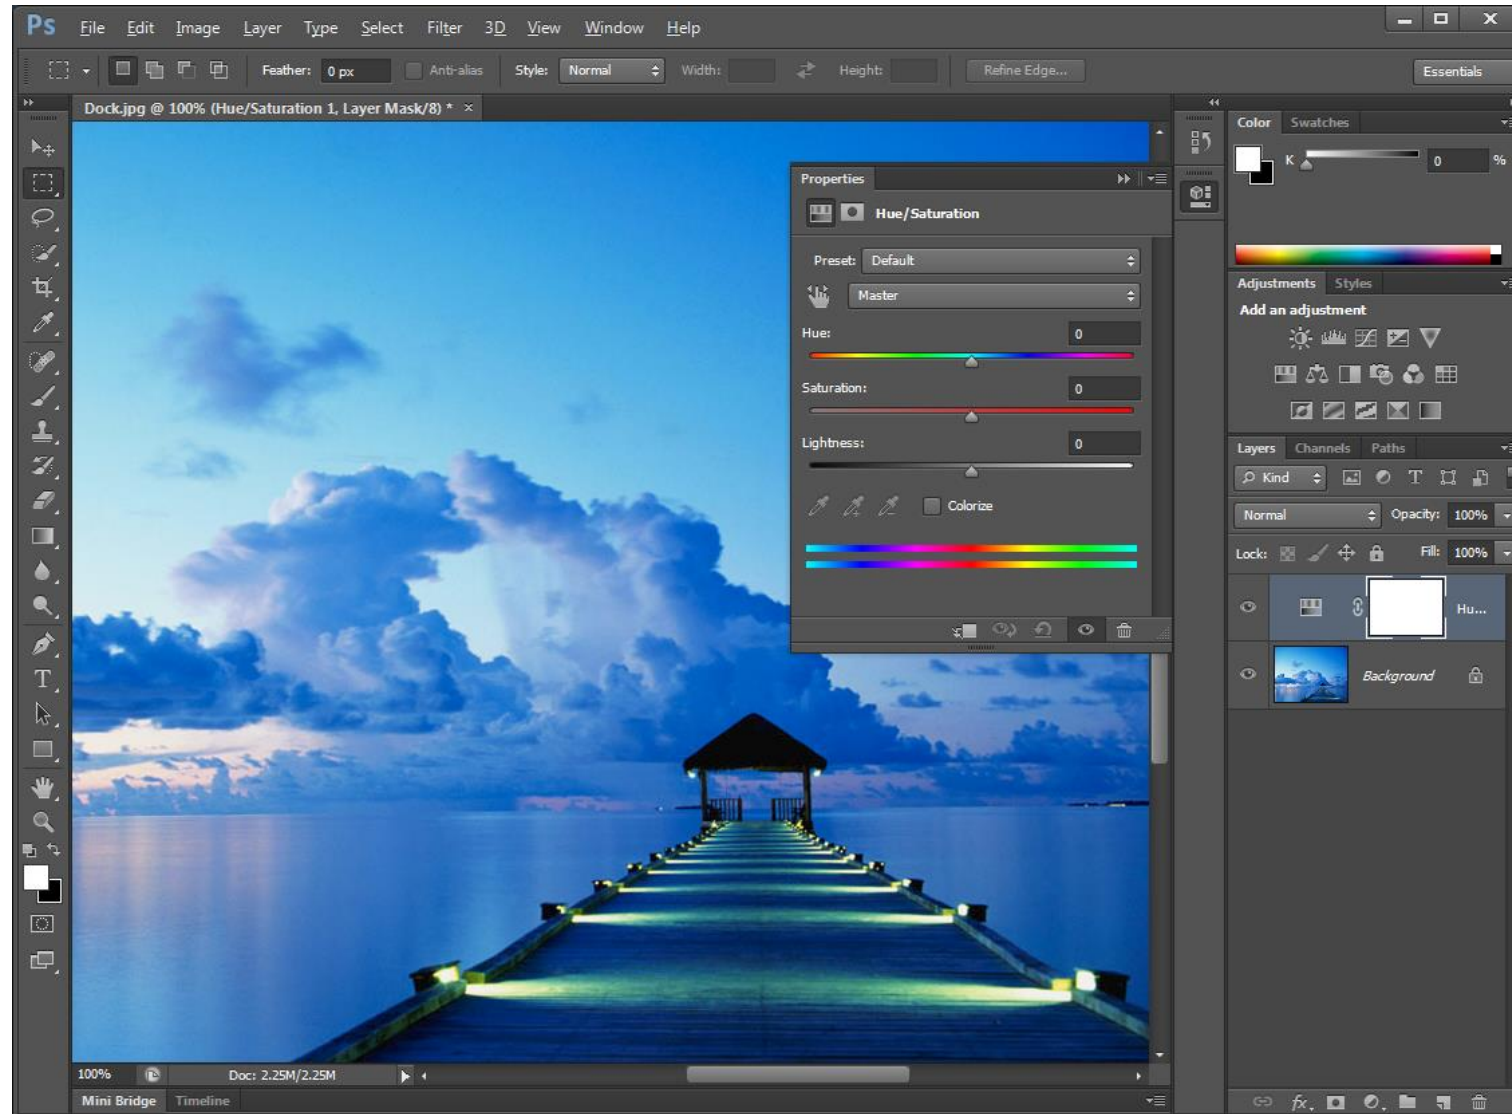 Ps File Edit Image Layer Type Select Filter 3D View Window Help
Feather: 0 px Anti-alias Style: Normal Width: Height: Refine Edge... Essentials
Dock.jpg @ 100% (Hue/Saturation 1, Layer Mask/8) * ×
Properties
Hue/Saturation
Preset: Default
Master
Hue: 0
Saturation: 0
Lightness: 0
Colorize
Color Swatches
K 0 %
Adjustments Styles
Add an adjustment
Layers Channels Paths
Kind
Normal Opacity: 100%
Lock: Fill: 100%
Hu...
Background
100% Doc: 2.25M/2.25M
Mini Bridge Timeline